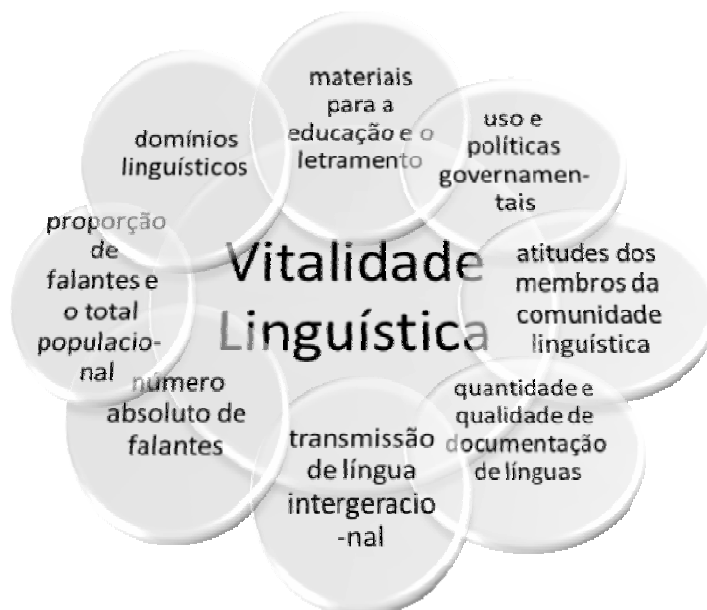 materiais
para a
educação e o
letramento
uso e
políticas
governamen-
tais
atitudes dos
membros da
comunidade
linguística
quantidade e
qualidade de
documentação
de línguas
transmissão
de língua
intergeracio
-nal
número
absoluto de
falantes
proporção
de
falantes e
o total
populacio-
nal
domínios
linguísticos
Vitalidade
Linguística